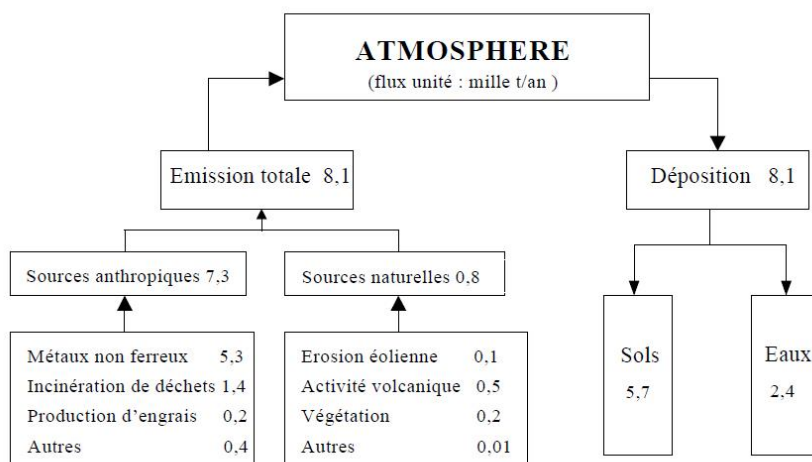 ATMOSPHERE
(flux unité : mille t/an )
Emission totale 8,1
Déposition 8,1
Sources anthropiques 7,3
Sources naturelles 0,8
Métaux non ferreux 5,3
Incinération de déchets 1,4
Production d’engrais 0,2
Autres 0,4
Erosion éolienne 0,1
Activité volcanique 0,5
Végétation 0,2
Autres 0,01
Sols
5,7
Eaux
2,4